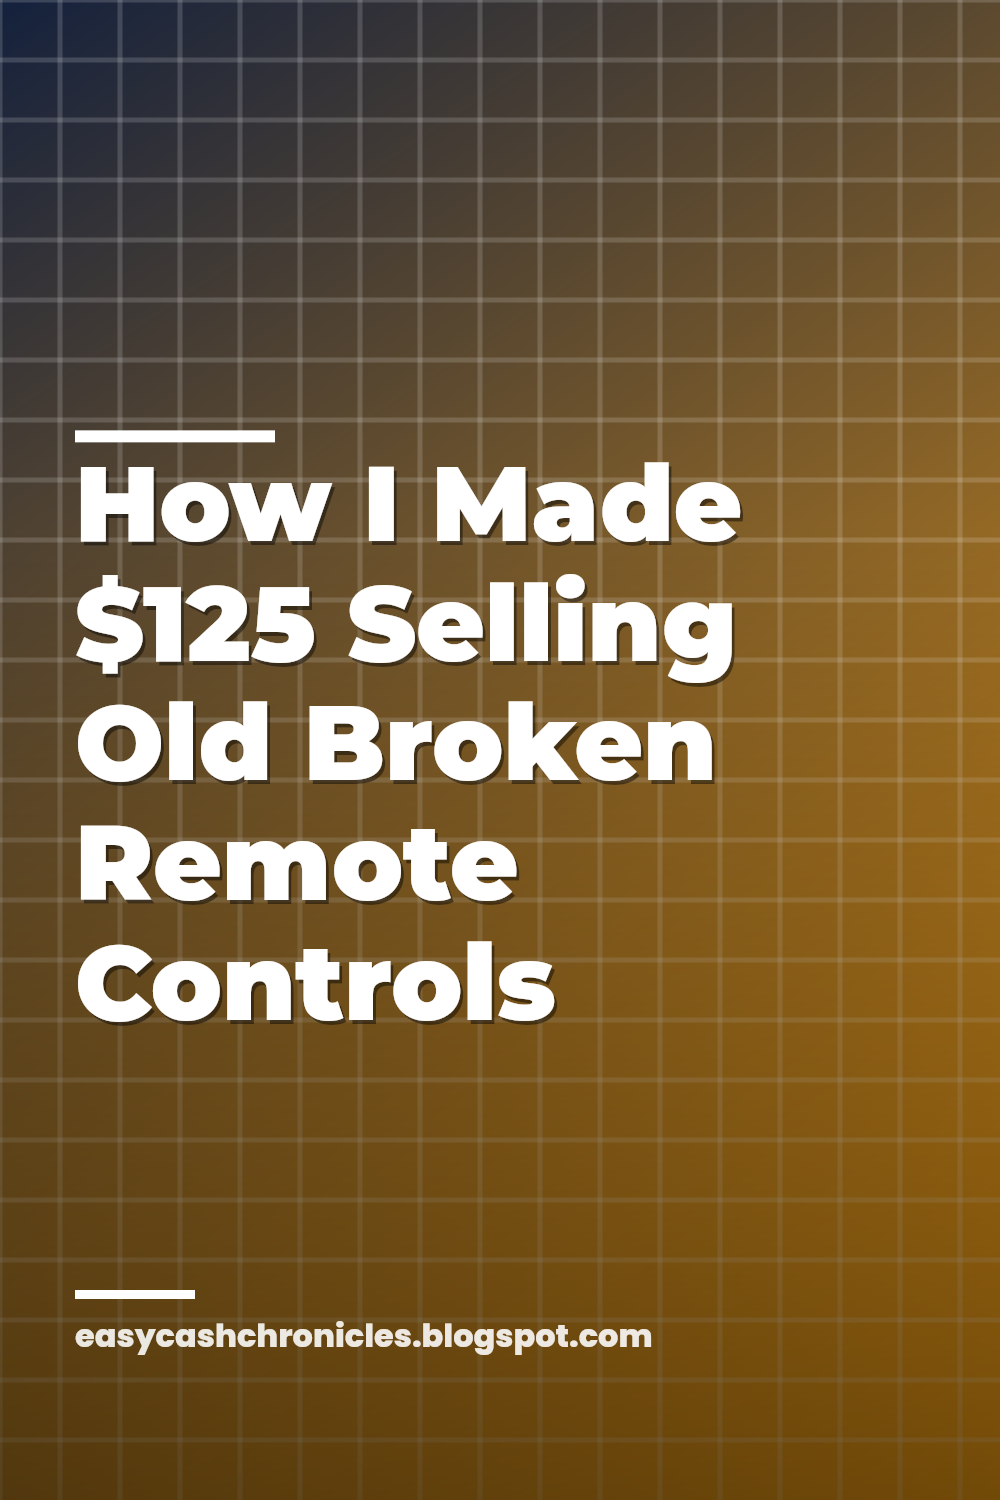 How I Made
$125 Selling
Old Broken
Remote
Controls
easycashchronicles.blogspot.com